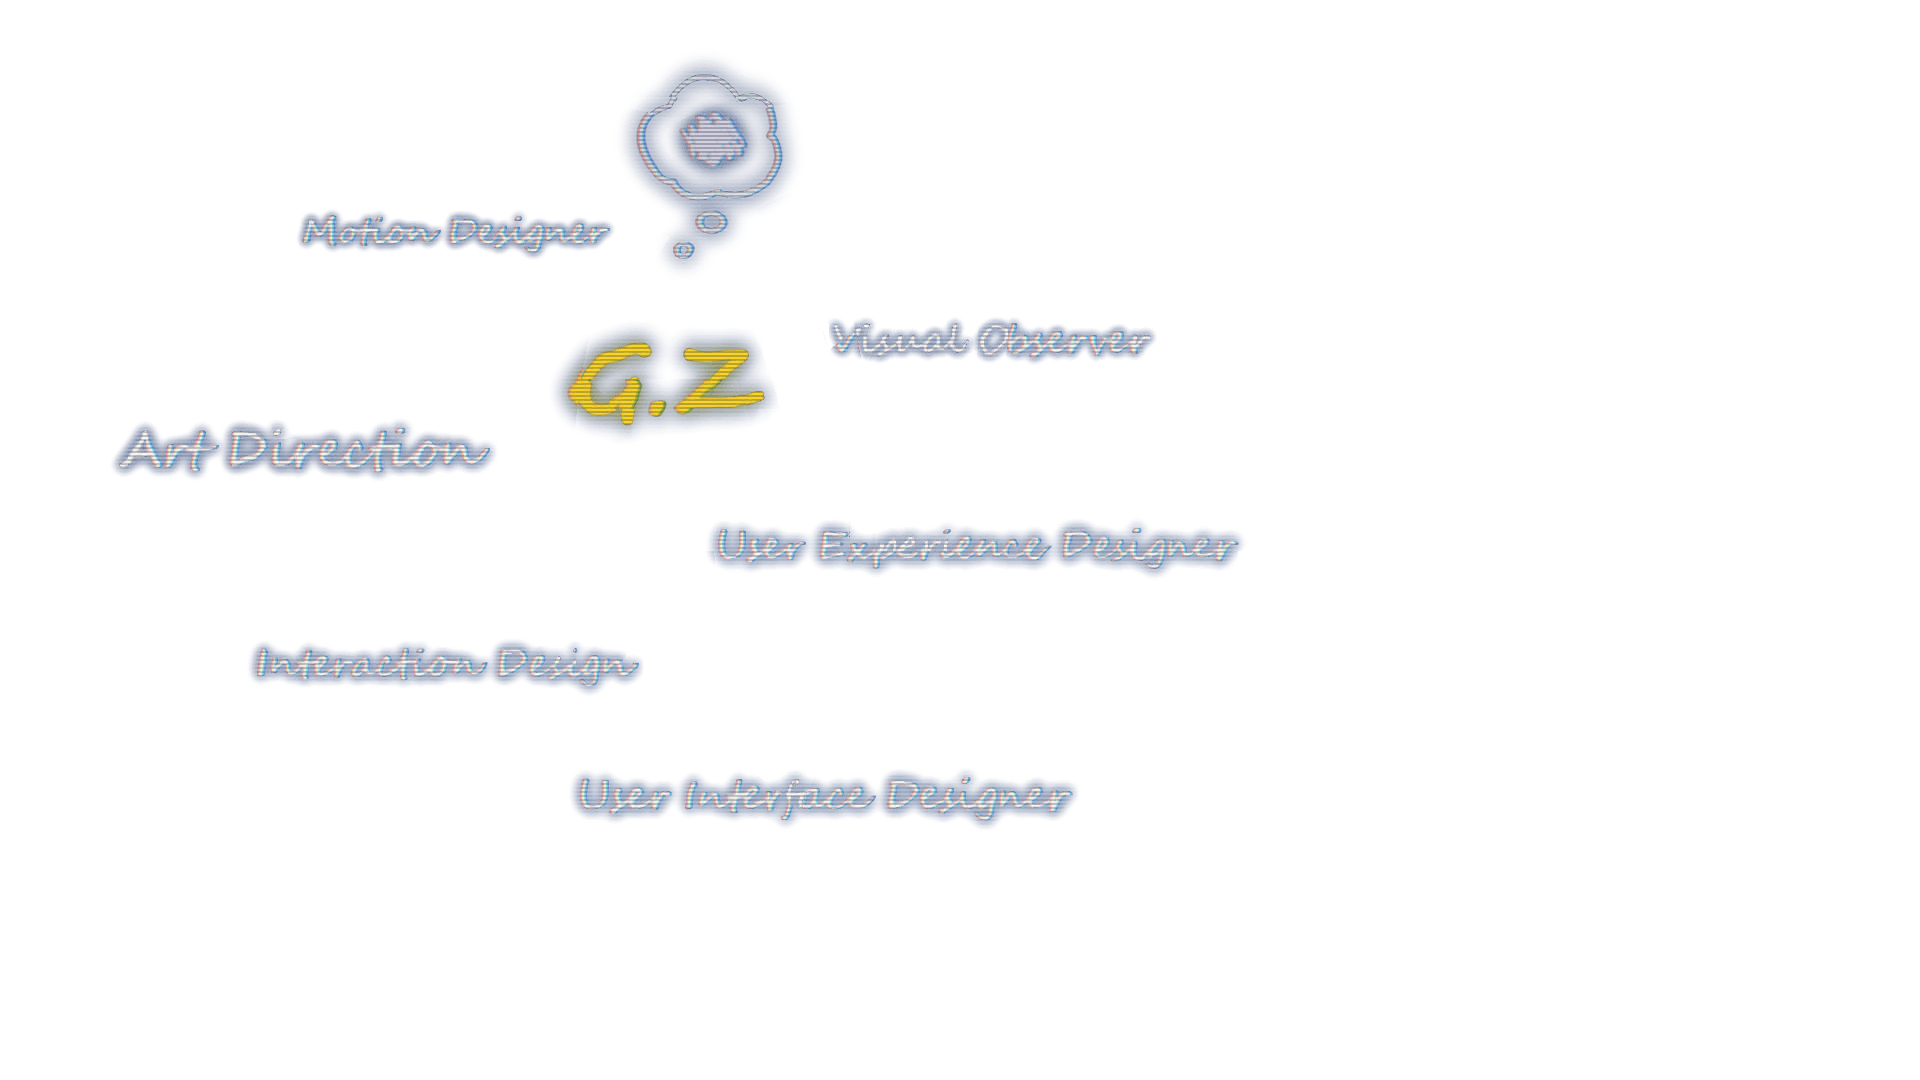 Motion Designer
Visual Observer
G.Z
Art Direction
User Experience Designer
Interaction Design
User Interface Designer